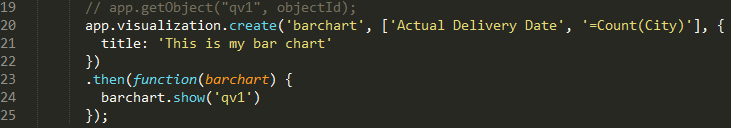 19 // app.getObject("qv1", objectId);
20 app.visualization.create('barchart', ['Actual Delivery Date', '=Count(City)'], {
21 title: 'This is my bar chart'
22 })
23 .then(function(barchart) {
24 barchart.show('qv1')
25 });